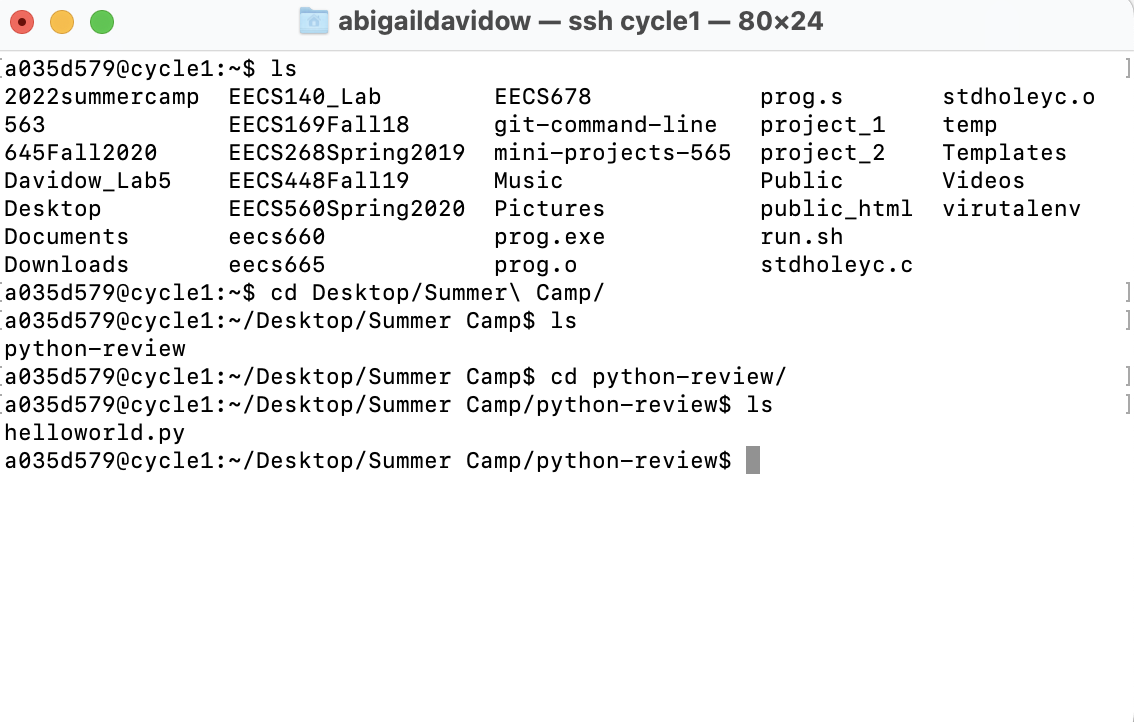 abigaildavidow — ssh cycle1 — 80×24
[a035d579@cycle1:~$ ls ]
2022summercamp EECS140_Lab EECS678 prog.s stdholeyc.o
563 EECS169Fall18 git-command-line project_1 temp
645Fall2020 EECS268Spring2019 mini-projects-565 project_2 Templates
Davidow_Lab5 EECS448Fall19 Music Public Videos
Desktop EECS560Spring2020 Pictures public_html virutalenv
Documents eecs660 prog.exe run.sh
Downloads eecs665 prog.o stdholeyc.c
[a035d579@cycle1:~$ cd Desktop/Summer\ Camp/ ]
[a035d579@cycle1:~/Desktop/Summer Camp$ ls ]
python-review
[a035d579@cycle1:~/Desktop/Summer Camp$ cd python-review/ ]
[a035d579@cycle1:~/Desktop/Summer Camp/python-review$ ls ]
helloworld.py
a035d579@cycle1:~/Desktop/Summer Camp/python-review$